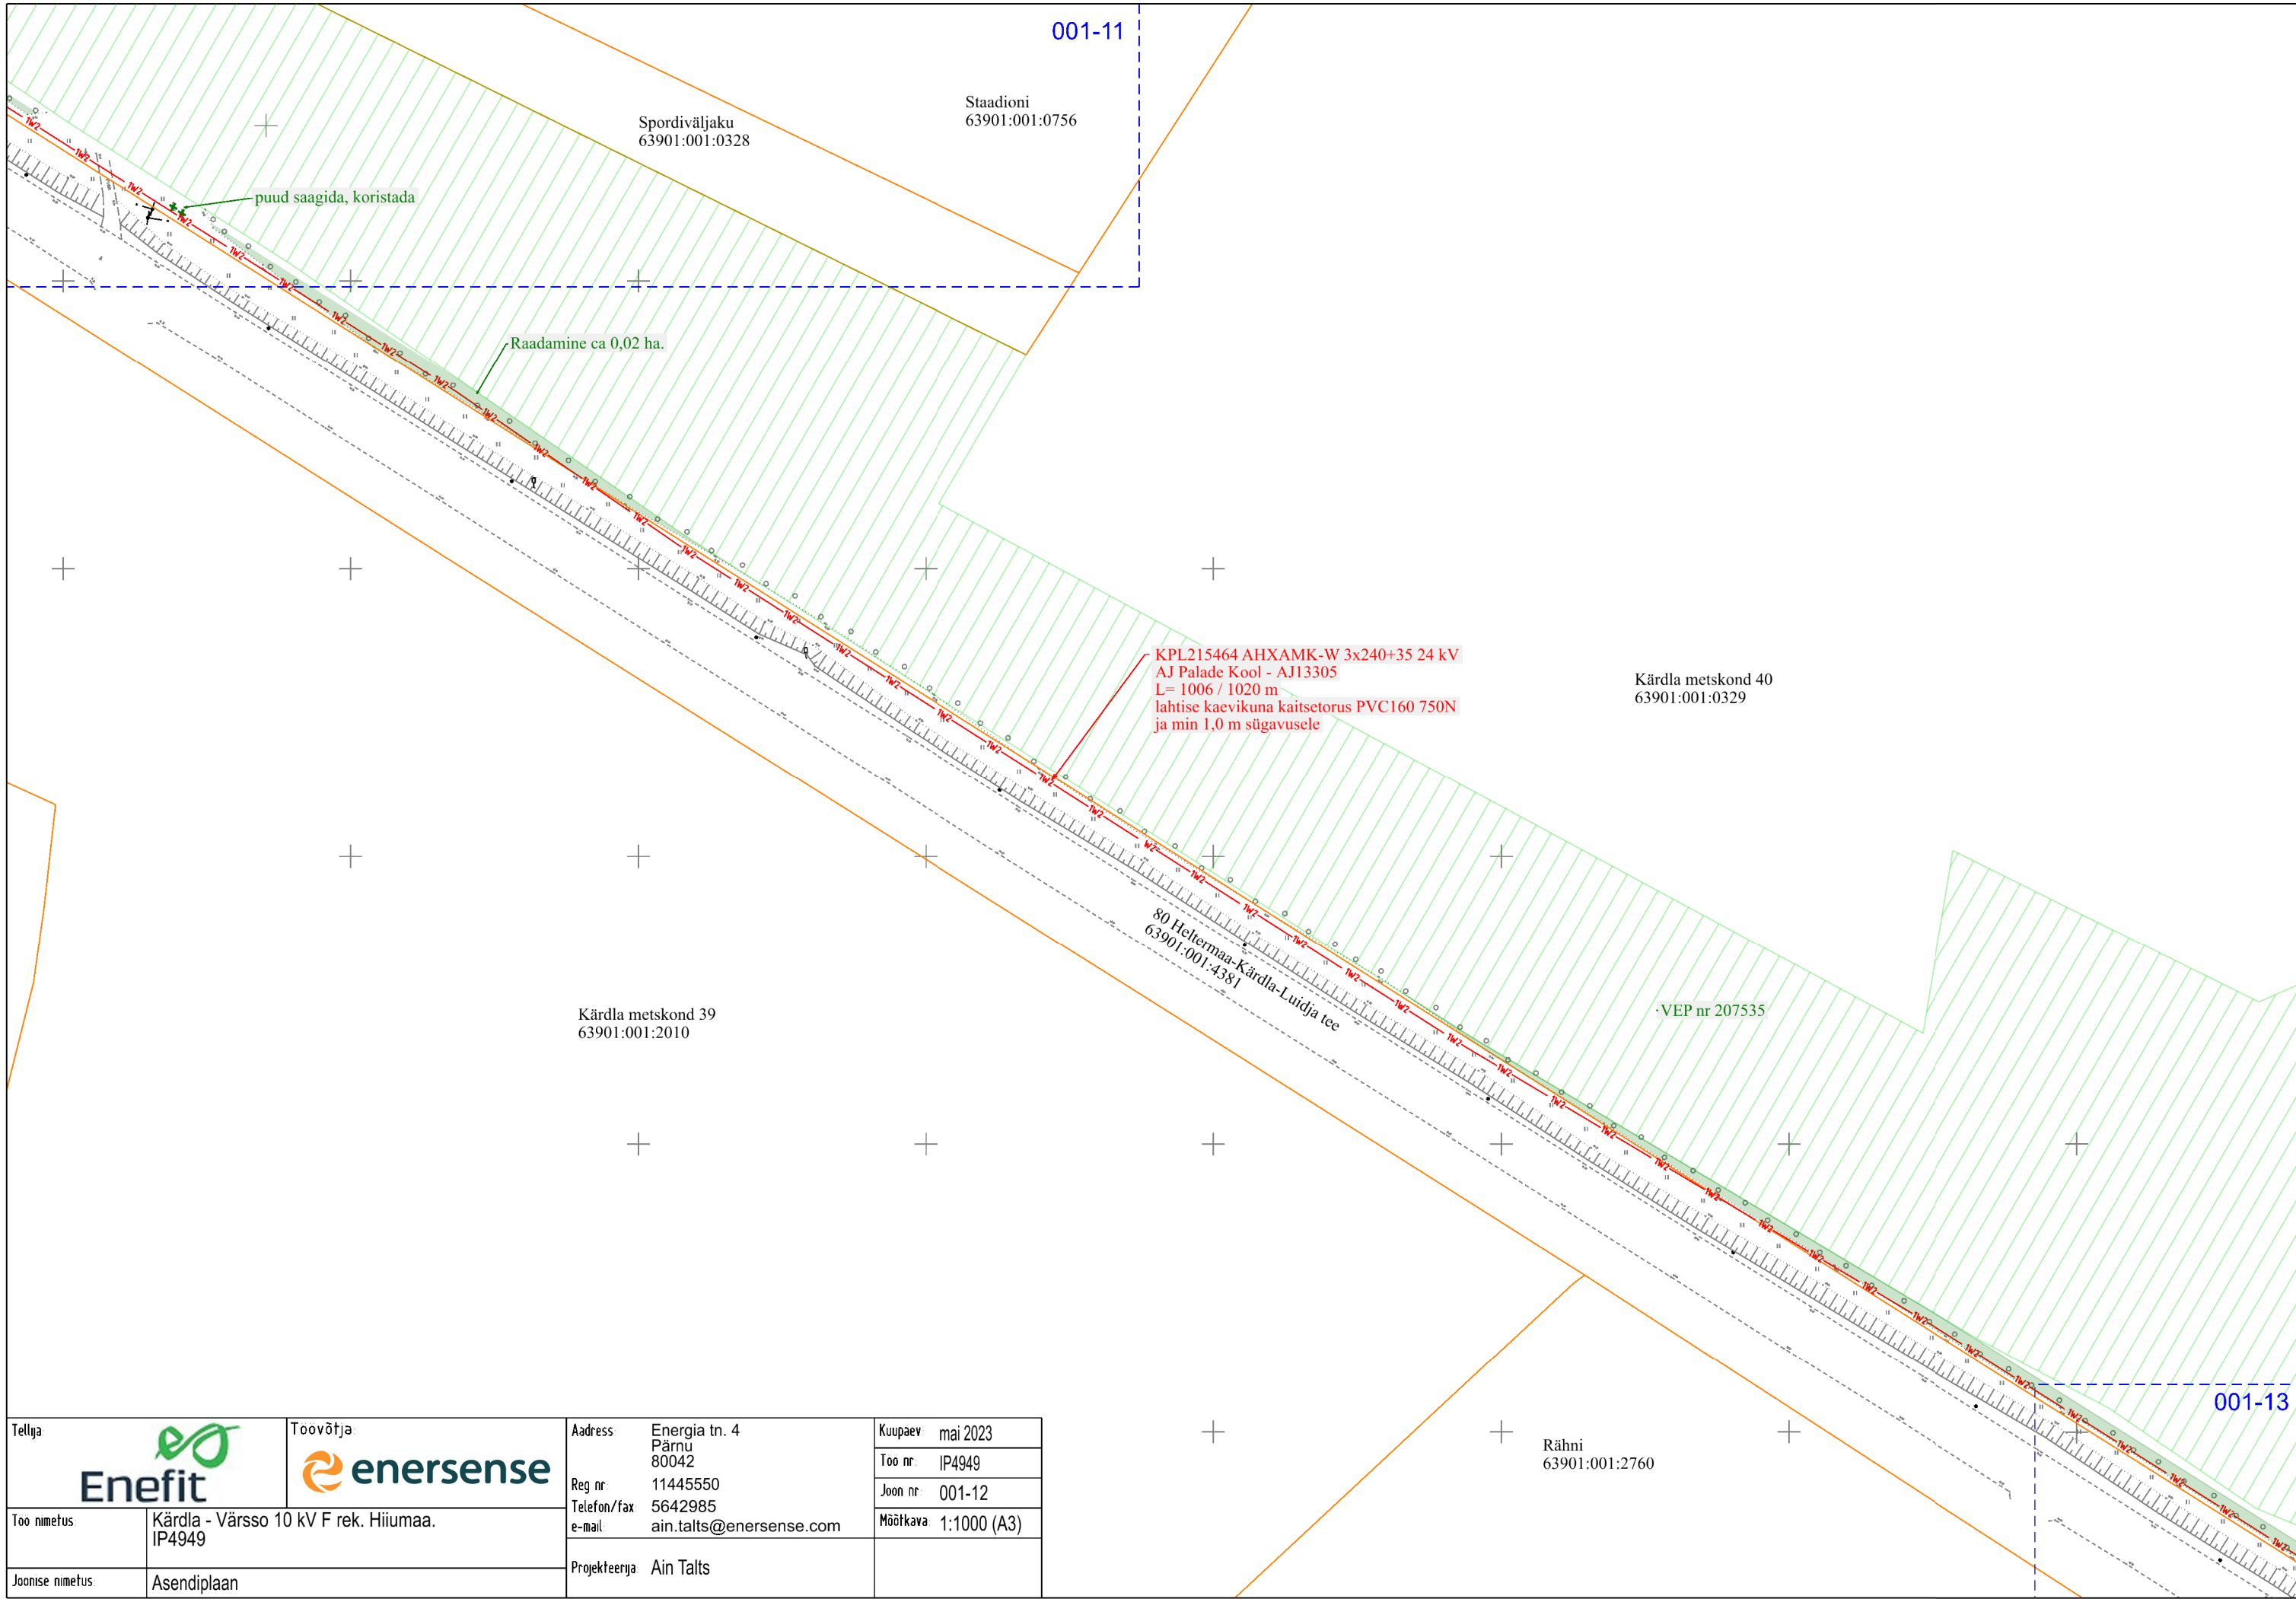 001-11
Staadioni
63901:001:0756
Spordiväljaku
63901:001:0328
puud saagida, koristada
Raadamine ca 0,02 ha.
KPL215464 AHXAMK-W 3x240+35 24 kV
AJ Palade Kool - AJ13305
L= 1006 / 1020 m
lahtise kaevikuna kaitsetorus PVC160 750N
ja min 1,0 m sügavusele
Kärdla metskond 40
63901:001:0329
80 Heltermaa-Kärdla-Luidja tee
63901:001:4381
VEP nr 207535
Kärdla metskond 39
63901:001:2010
001-13
Rähni
63901:001:2760
Tellija:
Enefit
Töövõtja:
enersense
Aadress:
Energia tn. 4
Pärnu
80042
Reg nr:
11445550
Telefon/fax:
5642985
e-mail:
ain.talts@enersense.com
Kuupäev:
mai 2023
Töö nr:
IP4949
Joon nr:
001-12
Mõõtkava:
1:1000 (A3)
Töö nimetus:
Kärdla - Värsso 10 kV F rek. Hiiumaa.
IP4949
Projekteerija:
Ain Talts
Joonise nimetus:
Asendiplaan